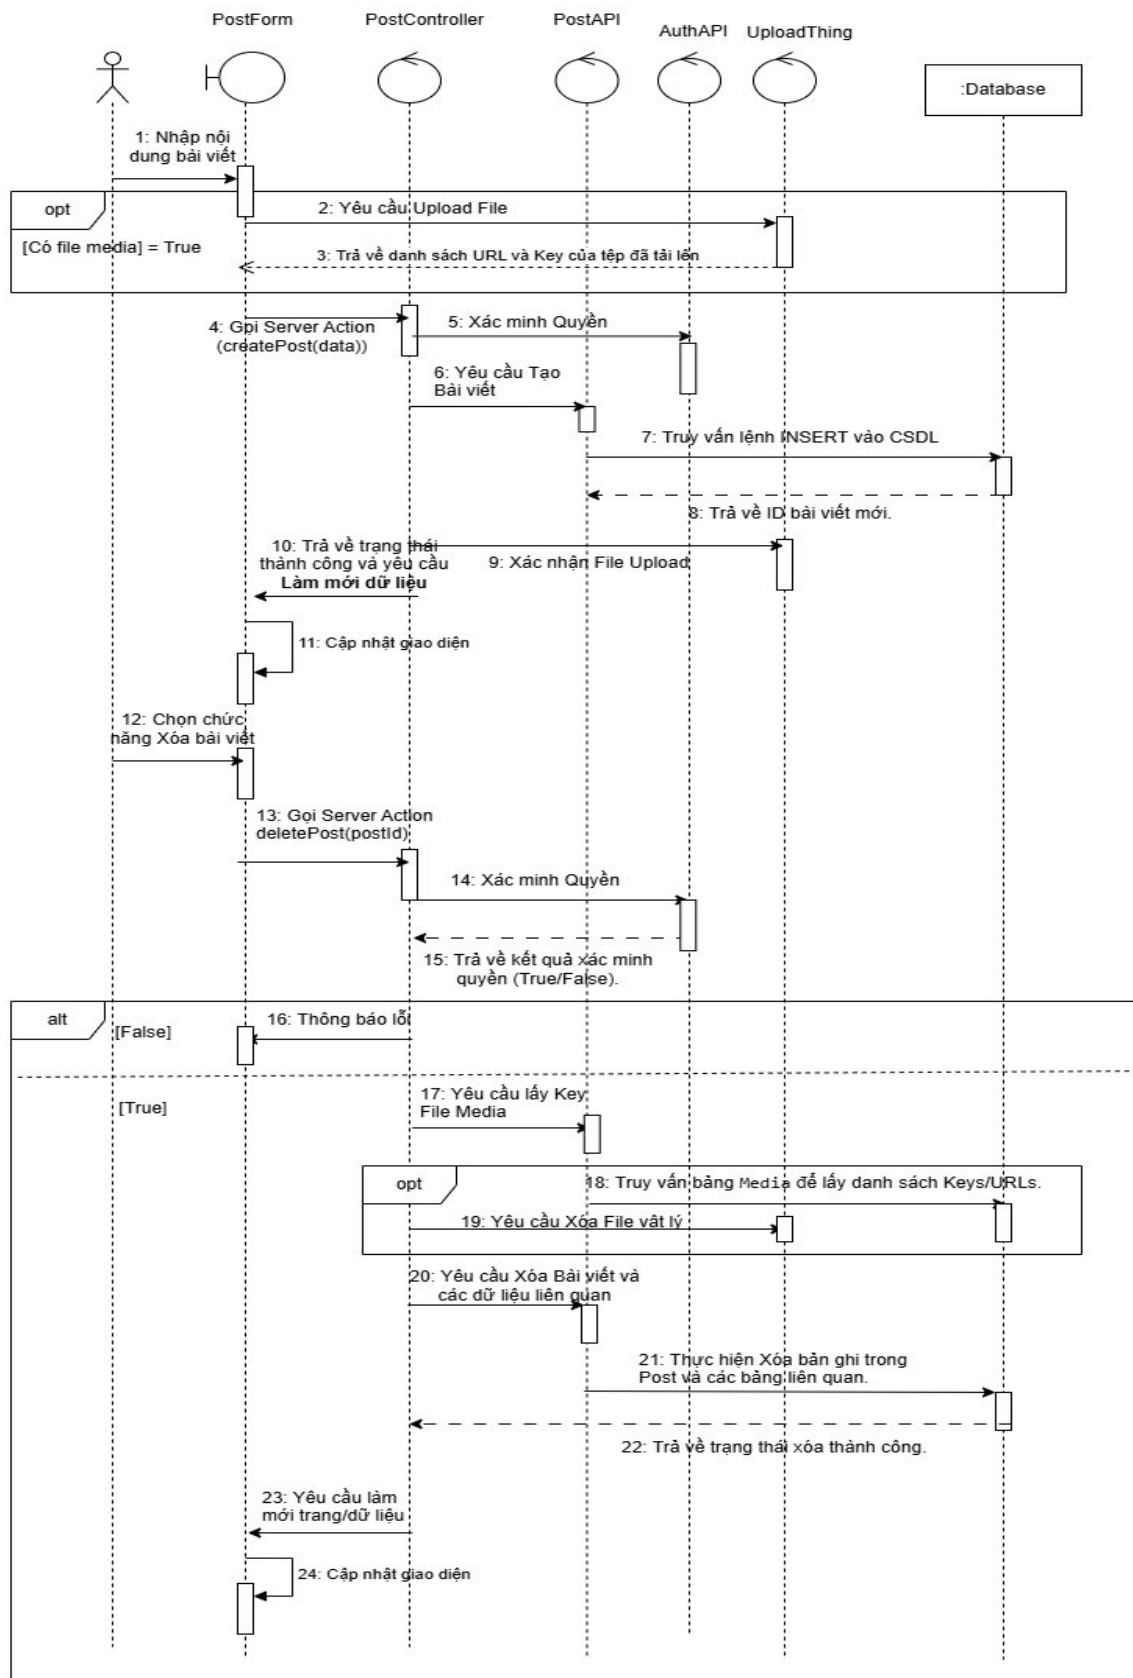 PostForm
PostController
PostAPI
AuthAPI
UploadThing
:Database
1: Nhập nội
dung bài viết
opt
2: Yêu cầu Upload File
[Có file media] = True
3: Trả về danh sách URL và Key của tệp đã tải lên
4: Gọi Server Action
(createPost(data))
5: Xác minh Quyền
6: Yêu cầu Tạo
Bài viết
7: Truy vấn lệnh INSERT vào CSDL
8: Trả về ID bài viết mới.
10: Trả về trạng thái
thành công và yêu cầu
Làm mới dữ liệu
9: Xác nhận File Upload
11: Cập nhật giao diện
12: Chọn chức
năng Xóa bài viết
13: Gọi Server Action
deletePost(postId)
14: Xác minh Quyền
15: Trả về kết quả xác minh
quyền (True/False).
alt
[False]
16: Thông báo lỗi
[True]
17: Yêu cầu lấy Key
File Media
opt
18: Truy vấn bảng Media để lấy danh sách Keys/URLs.
19: Yêu cầu Xóa File vật lý
20: Yêu cầu Xóa Bài viết và
các dữ liệu liên quan
21: Thực hiện Xóa bản ghi trong
Post và các bảng liên quan.
22: Trả về trạng thái xóa thành công.
23: Yêu cầu làm
mới trang/dữ liệu
24: Cập nhật giao diện